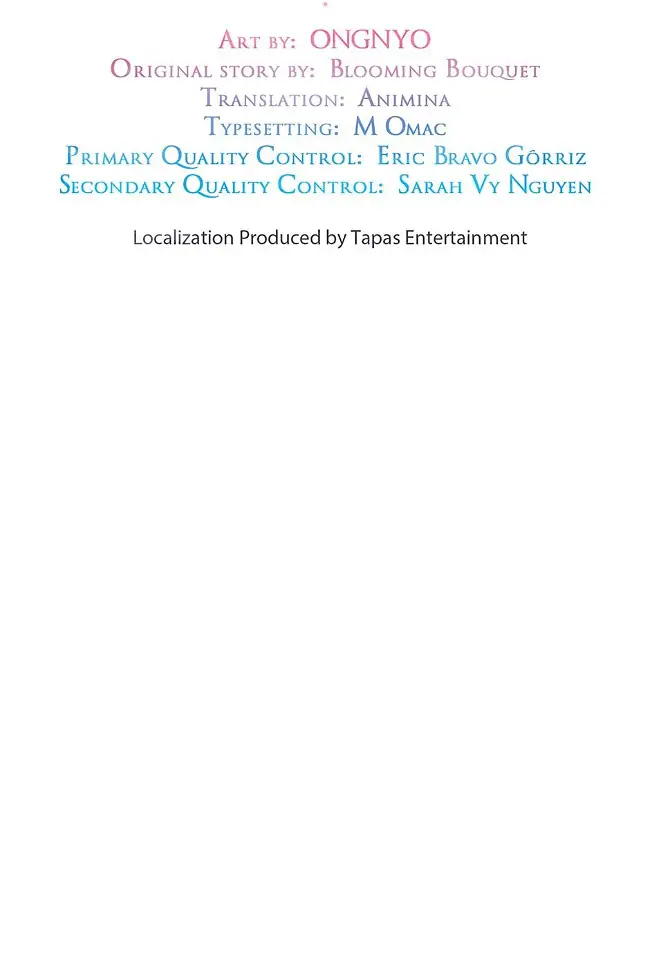 Art by: ONGNYO
Original story by: Blooming Bouquet
Translation: Animina
Typesetting: M Omac
Primary Quality Control: Eric Bravo Gôrriz
Secondary Quality Control: Sarah Vy Nguyen
Localization Produced by Tapas Entertainment